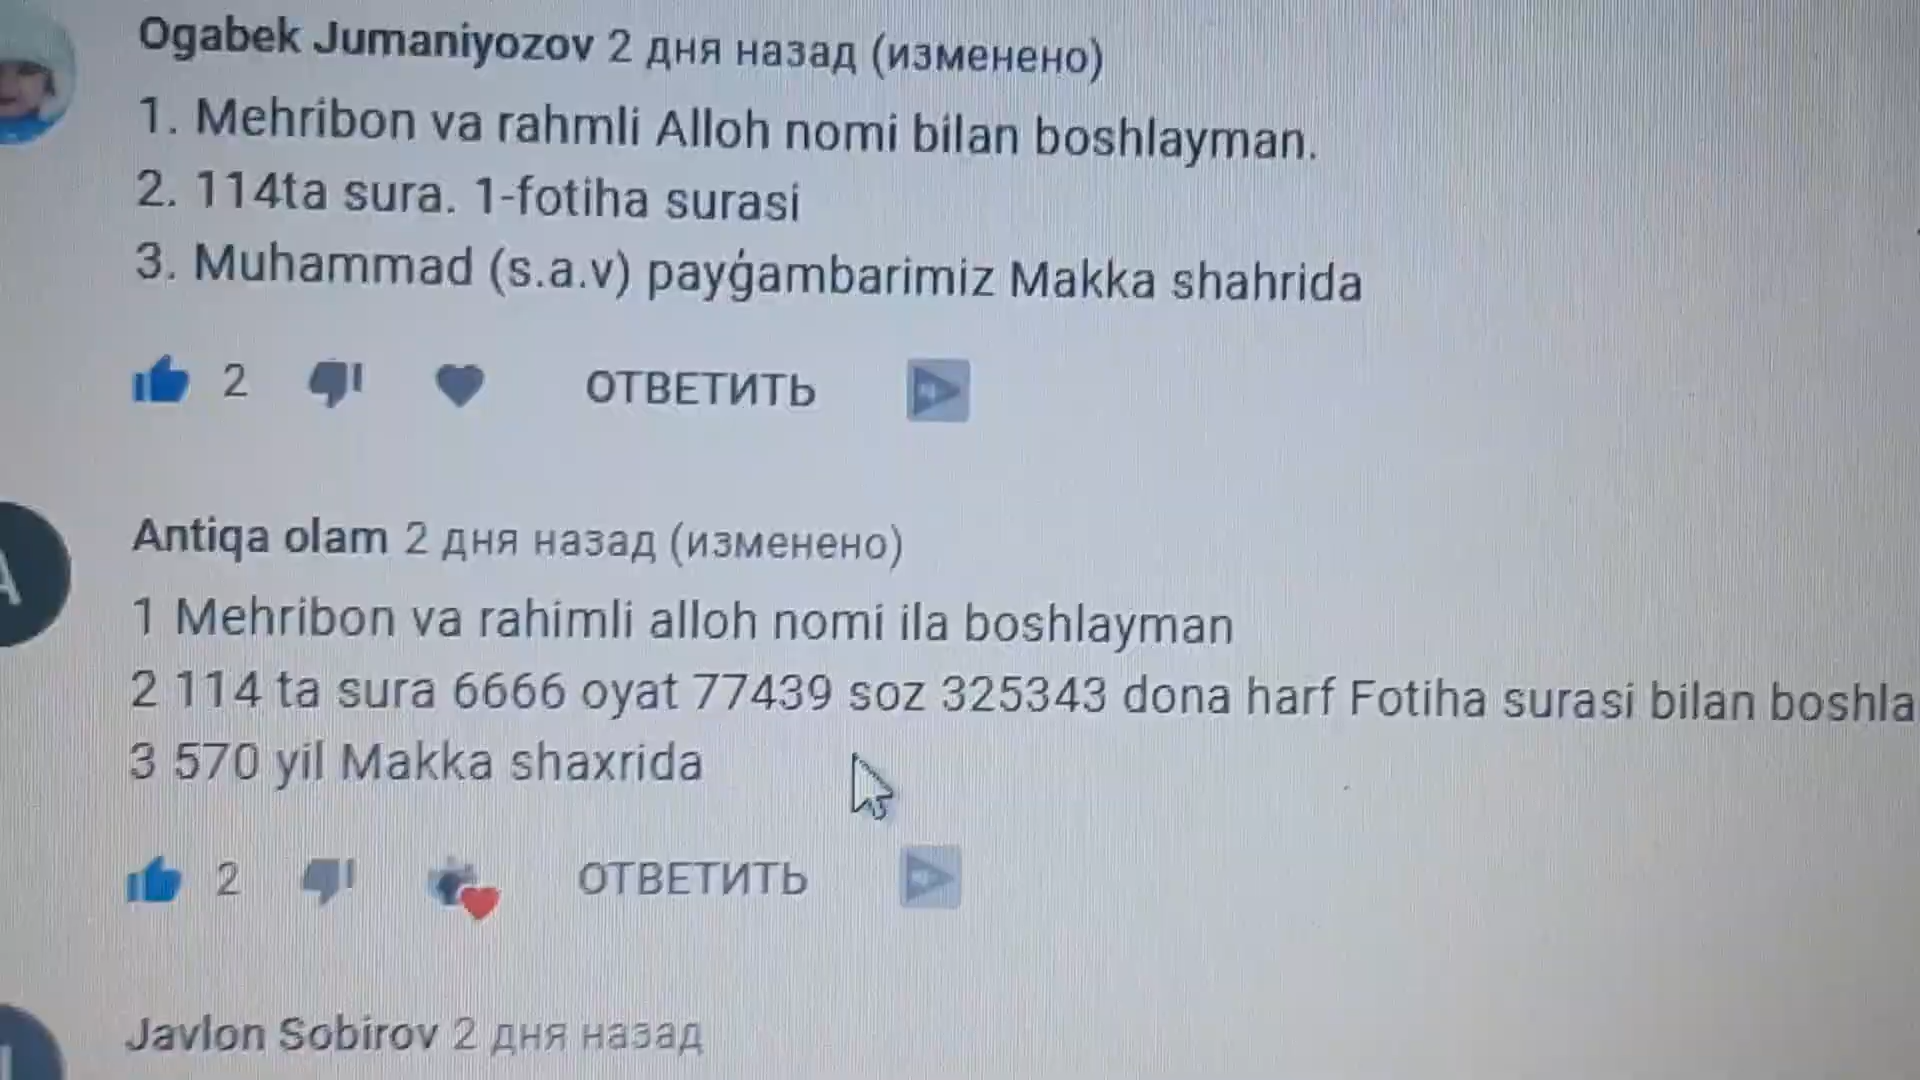 Ogabek Jumaniyozov 2 дня назад (изменено)
1. Mehribon va rahmli Alloh nomi bilan boshlayman.
2. 114ta sura. 1-fotiha surasi
3. Muhammad (s.a.v) payǵambarimiz Makka shahrida
2 ОТВЕТИТЬ
A
Antiqa olam 2 дня назад (изменено)
1 Mehribon va rahimli alloh nomi ila boshlayman
2 114 ta sura 6666 oyat 77439 soz 325343 dona harf Fotiha surasi bilan boshla
3 570 yil Makka shaxrida
2 ОТВЕТИТЬ
Javlon Sobirov 2 дня назад